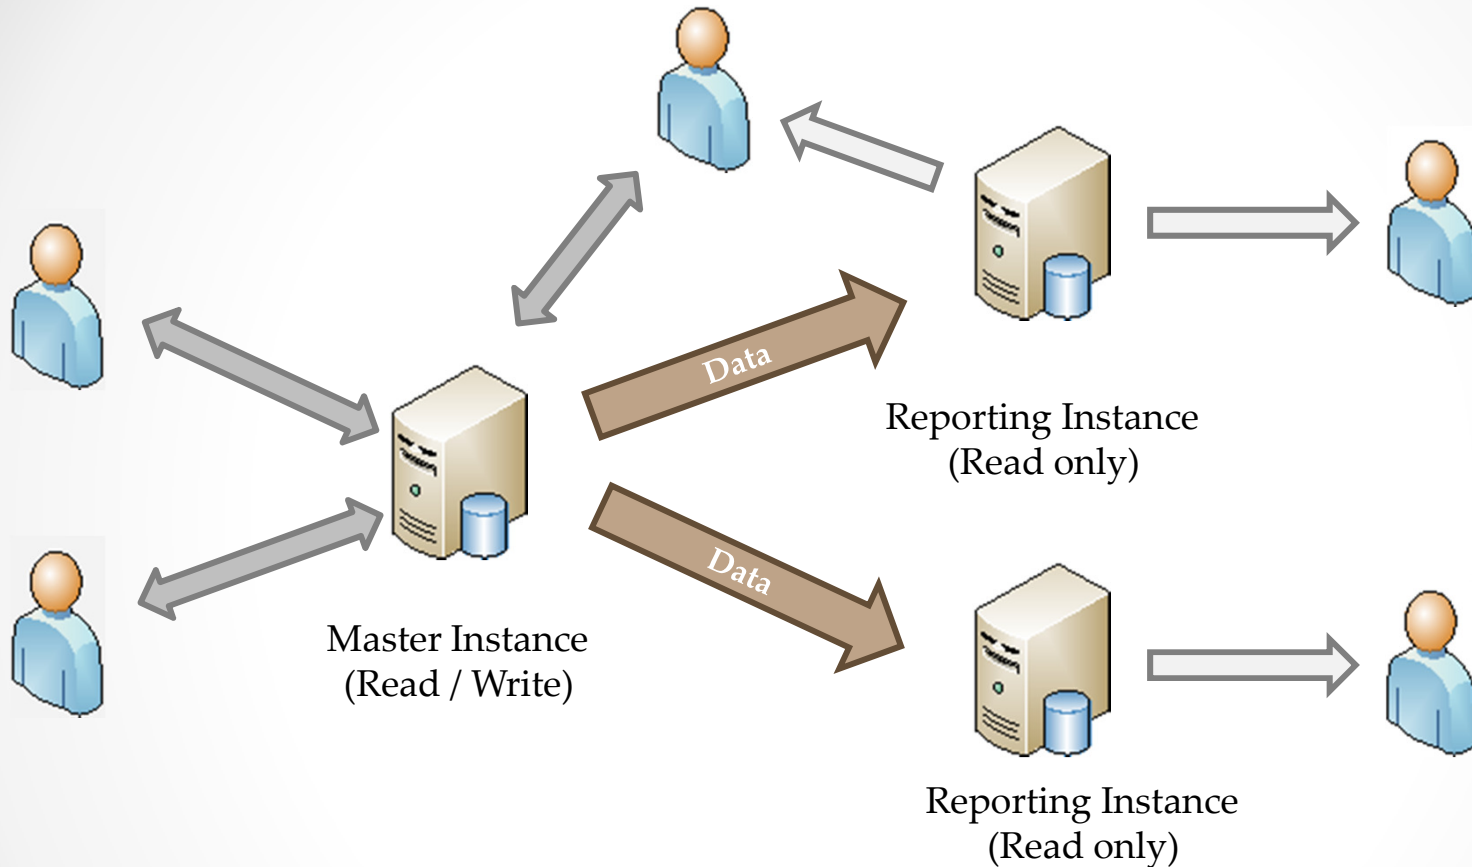 Data
Reporting Instance
(Read only)
Data
Master Instance
(Read / Write)
Reporting Instance
(Read only)